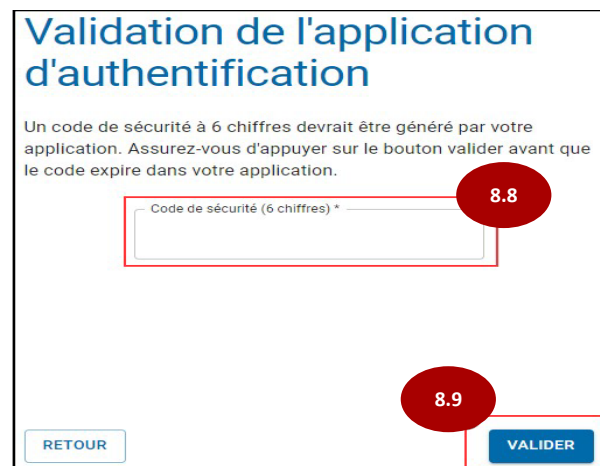 Validation de l'application
d'authentification
Un code de sécurité à 6 chiffres devrait être généré par votre
application. Assurez-vous d'appuyer sur le bouton valider avant que
le code expire dans votre application.
8.8
Code de sécurité (6 chiffres) *
8.9
RETOUR
VALIDER